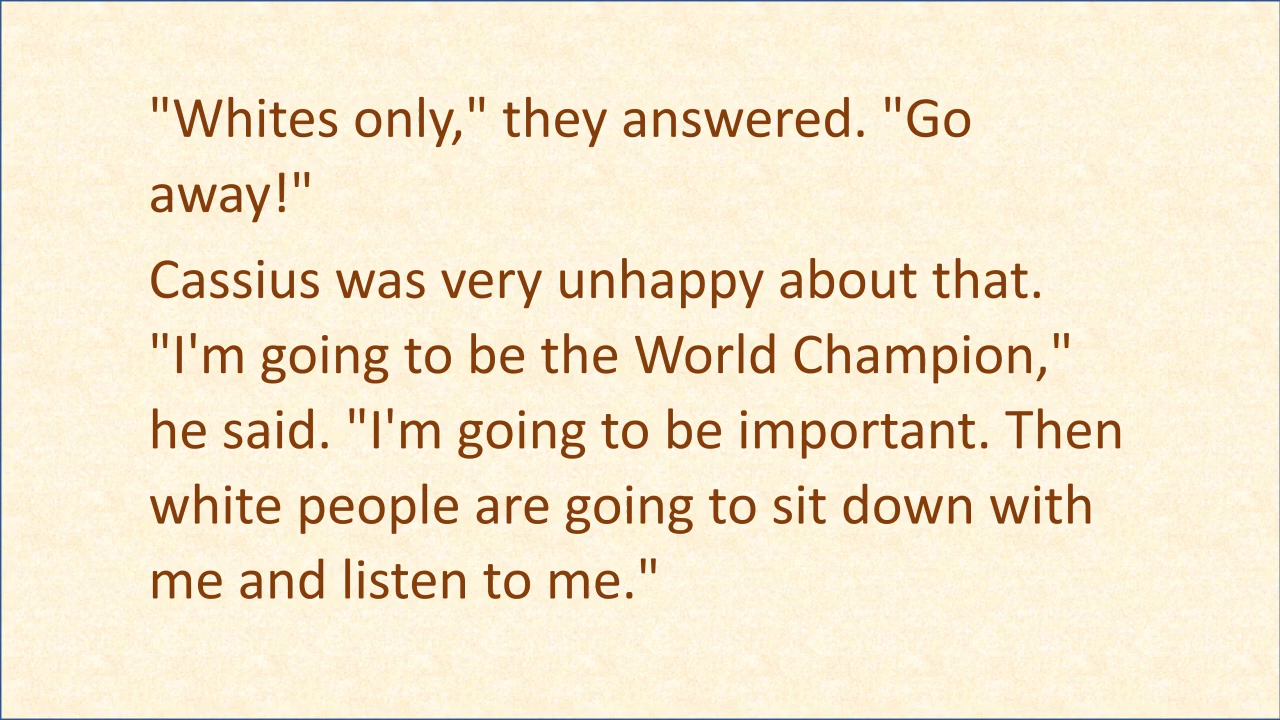 "Whites only," they answered. "Go
away!"
Cassius was very unhappy about that.
"I'm going to be the World Champion,"
he said. "I'm going to be important. Then
white people are going to sit down with
me and listen to me."